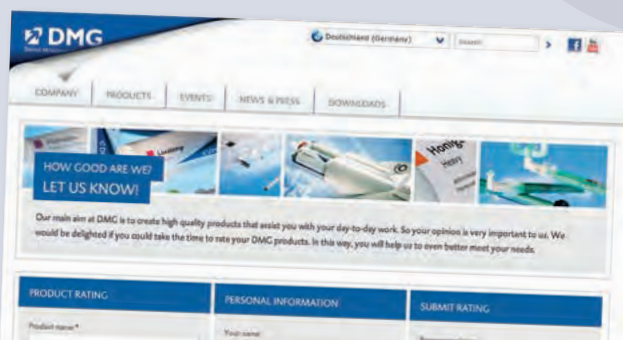 DMG
Deutschland (Germany)
Search
COMPANY
PRODUCTS
EVENTS
NEWS & PRESS
DOWNLOADS
Luxatemp
Honigum
Heavy
HOW GOOD ARE WE?
LET US KNOW!
Our main aim at DMG is to create high quality products that assist you with your day-to-day work. So your opinion is very important to us. We
would be delighted if you could take the time to rate your DMG products. In this way, you will help us to even better meet your needs.
PRODUCT RATING
PERSONAL INFORMATION
SUBMIT RATING
Product name*
Your name